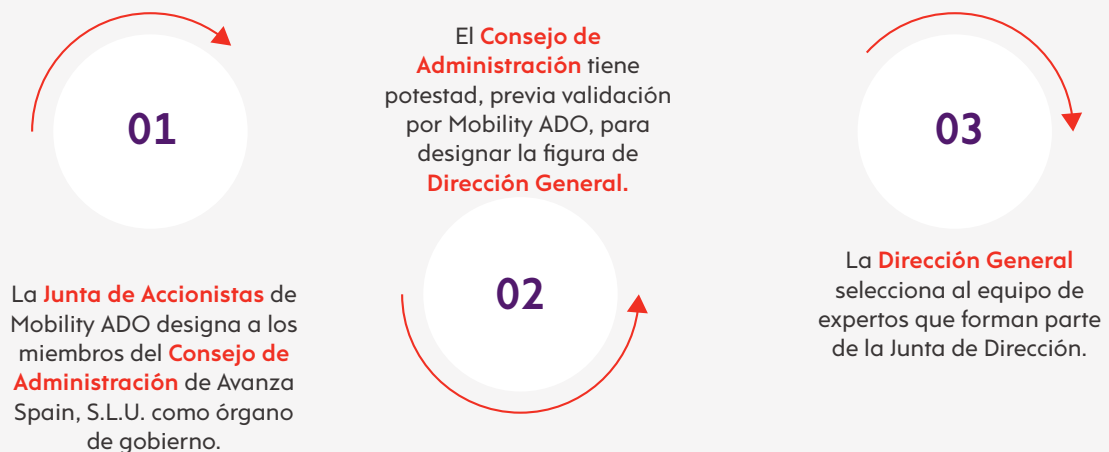 01
La Junta de Accionistas de
Mobility ADO designa a los
miembros del Consejo de
Administración de Avanza
Spain, S.L.U. como órgano
de gobierno.
El Consejo de
Administración tiene
potestad, previa validación
por Mobility ADO, para
designar la figura de
Dirección General.
02
03
La Dirección General
selecciona al equipo de
expertos que forman parte
de la Junta de Dirección.